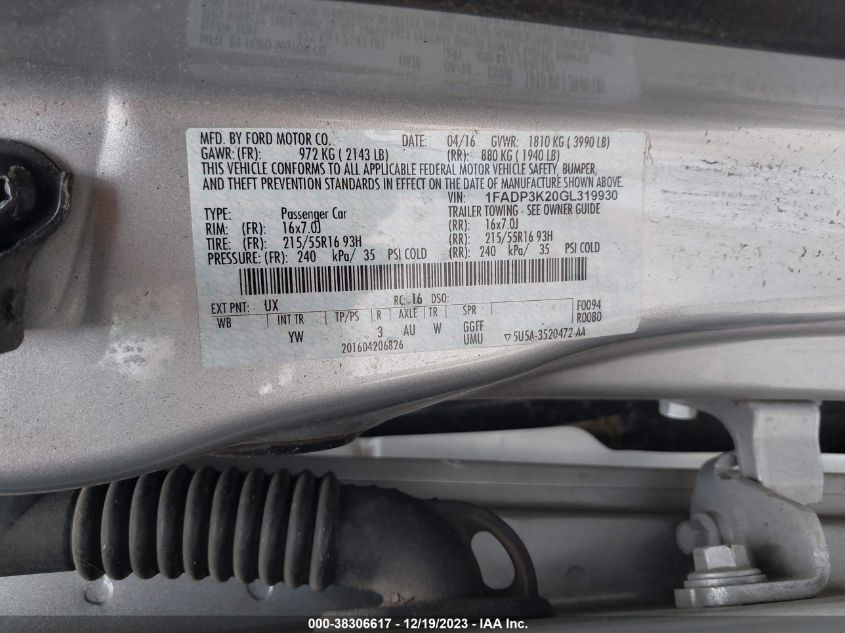 MFD. BY FORD MOTOR CO. DATE: 04/16 GVWR: 1810 KG ( 3990 LB)
GAWR: (FR): 972 KG ( 2143 LB) (RR): 880 KG ( 1940 LB)
THIS VEHICLE CONFORMS TO ALL APPLICABLE FEDERAL MOTOR VEHICLE SAFETY, BUMPER,
AND THEFT PREVENTION STANDARDS IN EFFECT ON THE DATE OF MANUFACTURE SHOWN ABOVE.
VIN: 1FADP3K20GL319930
TYPE: Passenger Car TRAILER TOWING - SEE OWNER GUIDE
RIM: (FR): 16x7.0J (RR): 16x7.0J
TIRE: (FR): 215/55R16 93H (RR): 215/55R16 93H
PRESSURE: (FR): 240 kPa/ 35 PSI COLD (RR): 240 kPa/ 35 PSI COLD
EXT PNT: UX RC: 16 DSO: F0094
WB INT TR TP/PS R AXLE TR SPR R0080
YW 3 AU W GGFF
UMU ▽5U5A-3520472-AA
201604206826
000-38306617 - 12/19/2023 - IAA Inc.